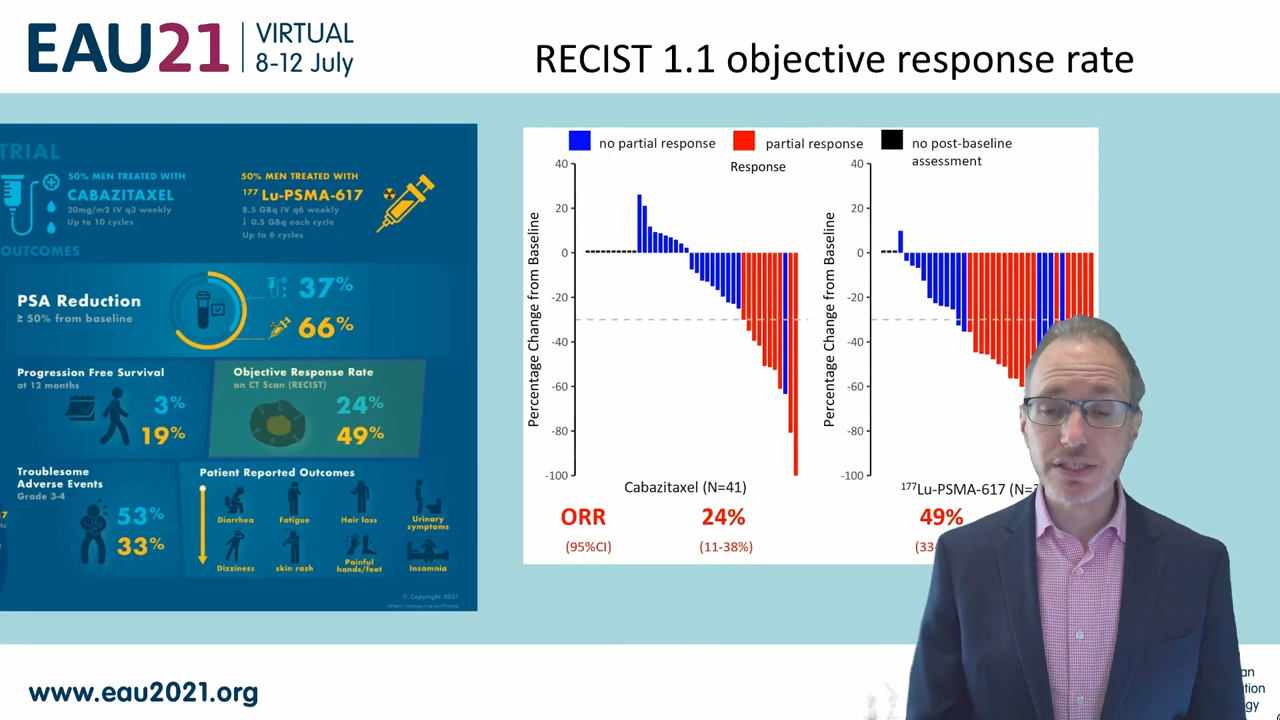 EAU21
VIRTUAL
8-12 July
RECIST 1.1 objective response rate
TRIAL
50% MEN TREATED WITH
CABAZITAXEL
20mg/m2 IV q3 weekly
Up to 10 cycles
50% MEN TREATED WITH
177 Lu-PSMA-617
8.5 GBq IV q6 weekly
↓ 0.5 GBq each cycle
Up to 6 cycles
OUTCOMES
PSA Reduction
≥ 50% from baseline
37%
66%
Progression Free Survival
at 12 months
3%
19%
Objective Response Rate
on CT Scan (RECIST)
24%
49%
Troublesome
Adverse Events
Grade 3-4
53%
33%
Patient Reported Outcomes
Diarrhea
Fatigue
Hair loss
Urinary
symptoms
Dizziness
skin rash
Painful
hands/feet
Insomnia
© Copyright 2021
no partial response
partial response
no post-baseline
assessment
Response
Percentage Change from Baseline
40
20
0
-20
-40
-60
-80
-100
Cabazitaxel (N=41)
Percentage Change from Baseline
40
20
0
-20
-40
-60
-80
-100
177Lu-PSMA-617 (N=
ORR
24%
49%
(95%CI)
(11-38%)
(33-
www.eau2021.org